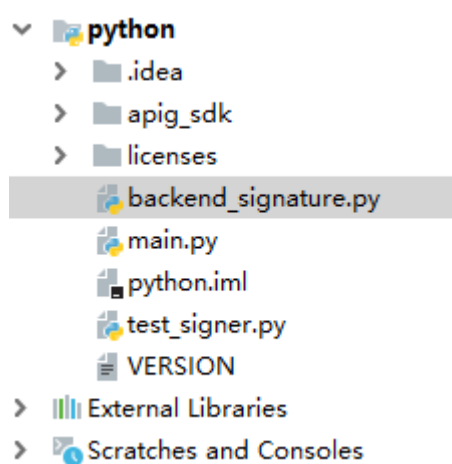 python
.idea
apig_sdk
licenses
backend_signature.py
main.py
python.iml
test_signer.py
VERSION
External Libraries
Scratches and Consoles